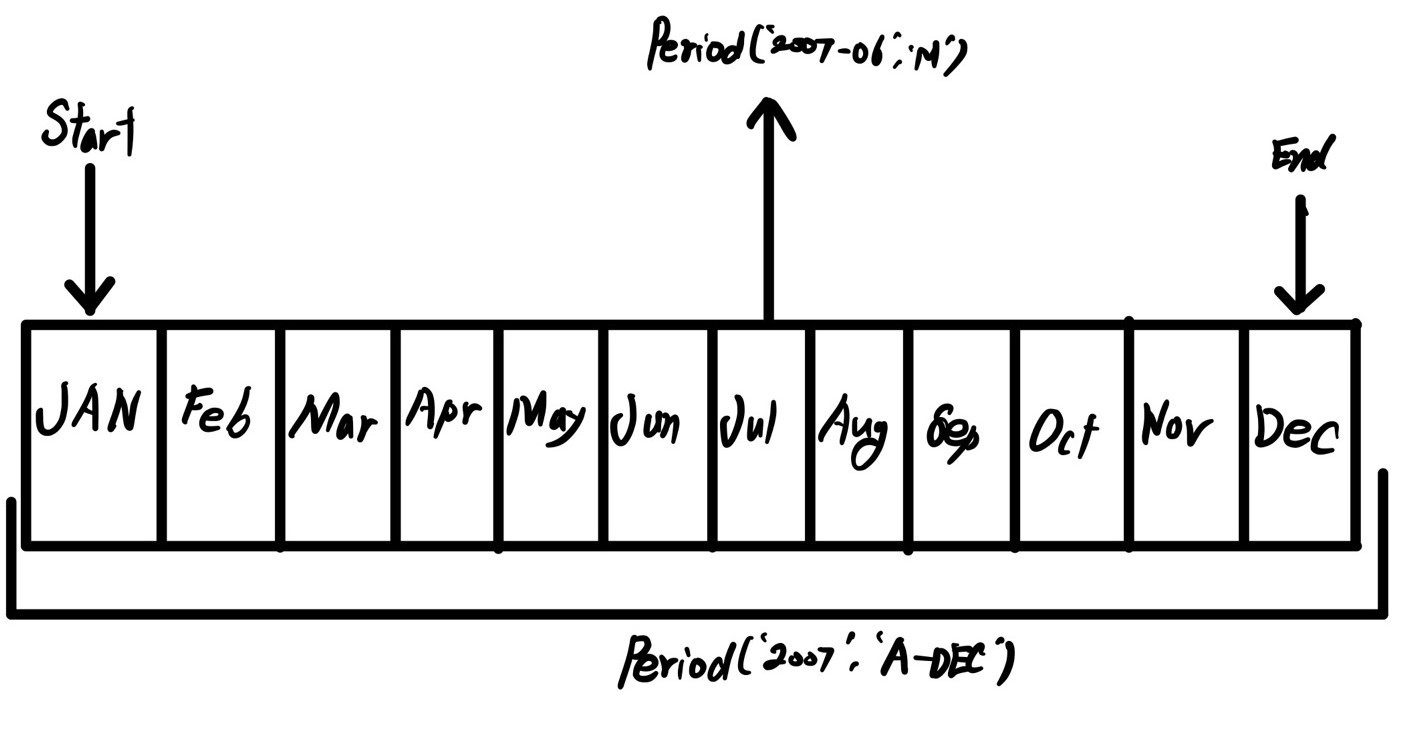 Period('2007-06','M')
Start
End
JAN Feb Mar Apr May Jun Jul Aug Sep Oct Nov Dec
Period('2007','A-DEC')